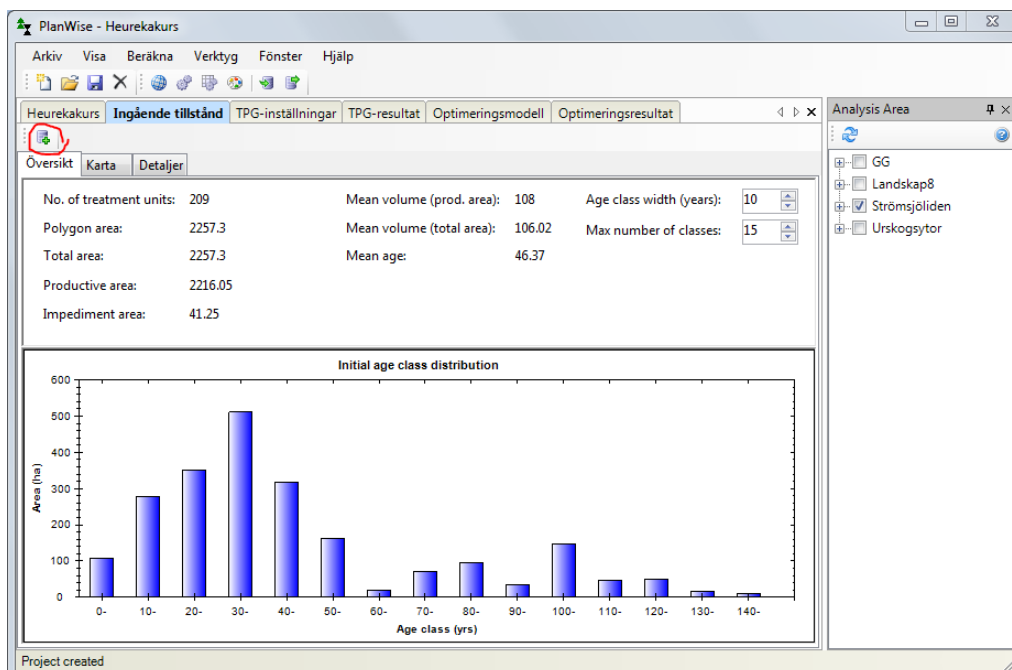 PlanWise - Heurekakurs
Arkiv Visa Beräkna Verktyg Fönster Hjälp
Heurekakurs Ingående tillstånd TPG-inställningar TPG-resultat Optimeringsmodell Optimeringsresultat
Översikt Karta Detaljer
No. of treatment units: 209 Mean volume (prod. area): 108 Age class width (years): 10
Polygon area: 2257.3 Mean volume (total area): 106.02 Max number of classes: 15
Total area: 2257.3 Mean age: 46.37
Productive area: 2216.05
Impediment area: 41.25
Initial age class distribution
600
500
400
300
200
100
0
Area (ha)
0- 10- 20- 30- 40- 50- 60- 70- 80- 90- 100- 110- 120- 130- 140-
Age class (yrs)
Analysis Area
GG
Landskap8
Strömsjöliden
Urskogsytor
Project created